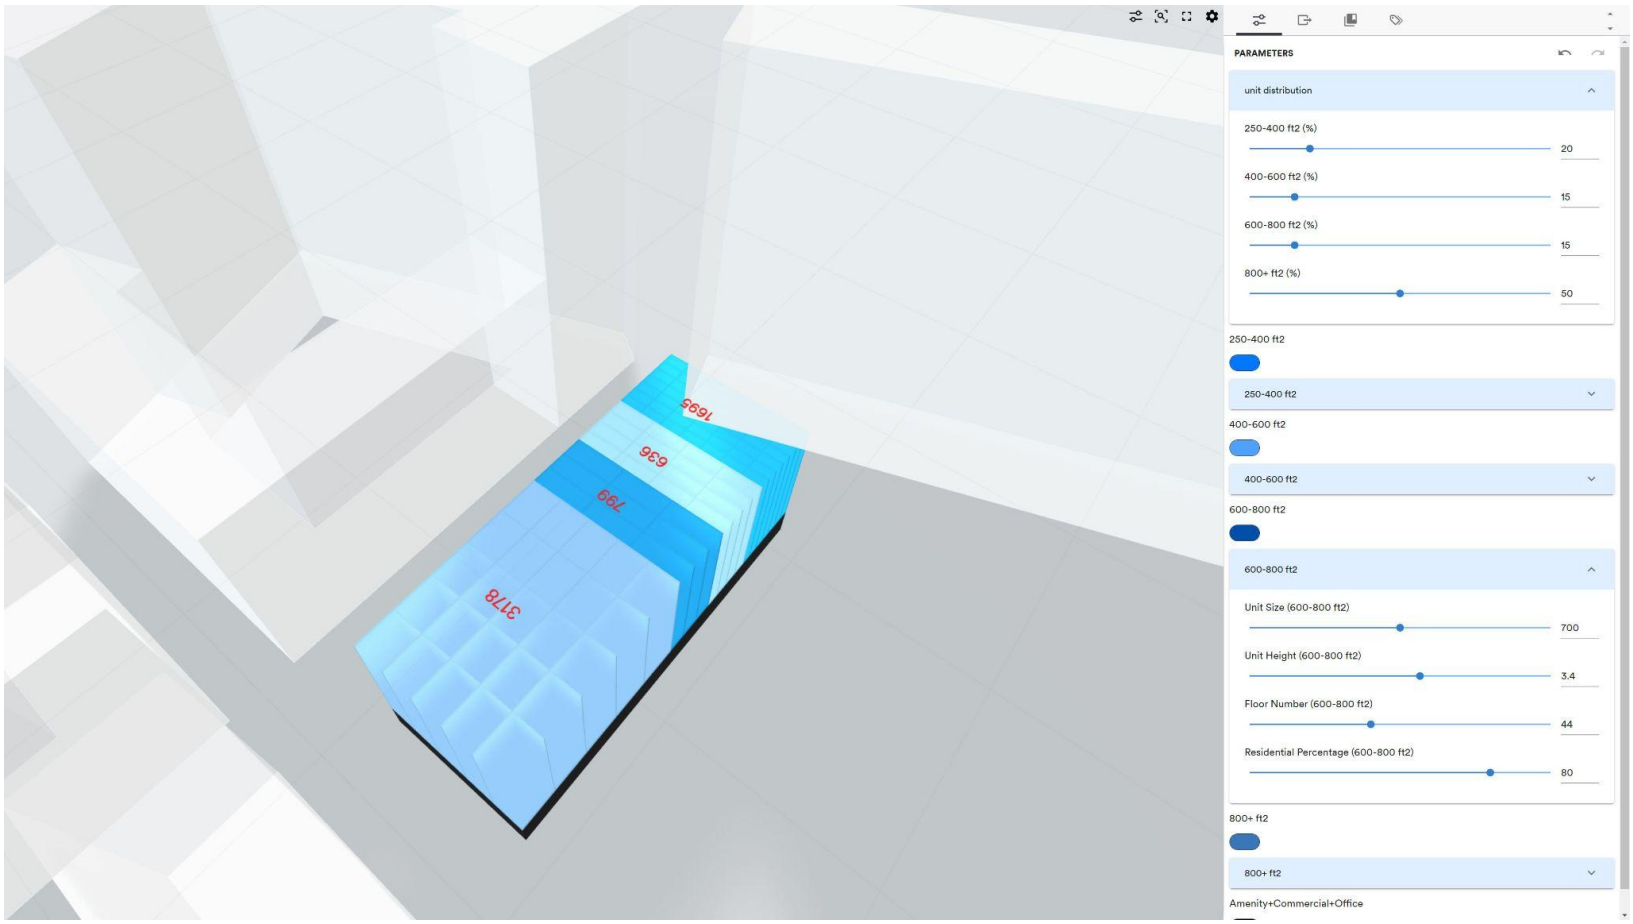 PARAMETERS
unit distribution
250-400 ft2 (%)
20
400-600 ft2 (%)
15
600-800 ft2 (%)
15
800+ ft2 (%)
50
250-400 ft2
250-400 ft2
400-600 ft2
400-600 ft2
600-800 ft2
600-800 ft2
Unit Size (600-800 ft2)
700
Unit Height (600-800 ft2)
3.4
Floor Number (600-800 ft2)
44
Residential Percentage (600-800 ft2)
80
800+ ft2
800+ ft2
Amenity+Commercial+Office
1695
636
799
3178